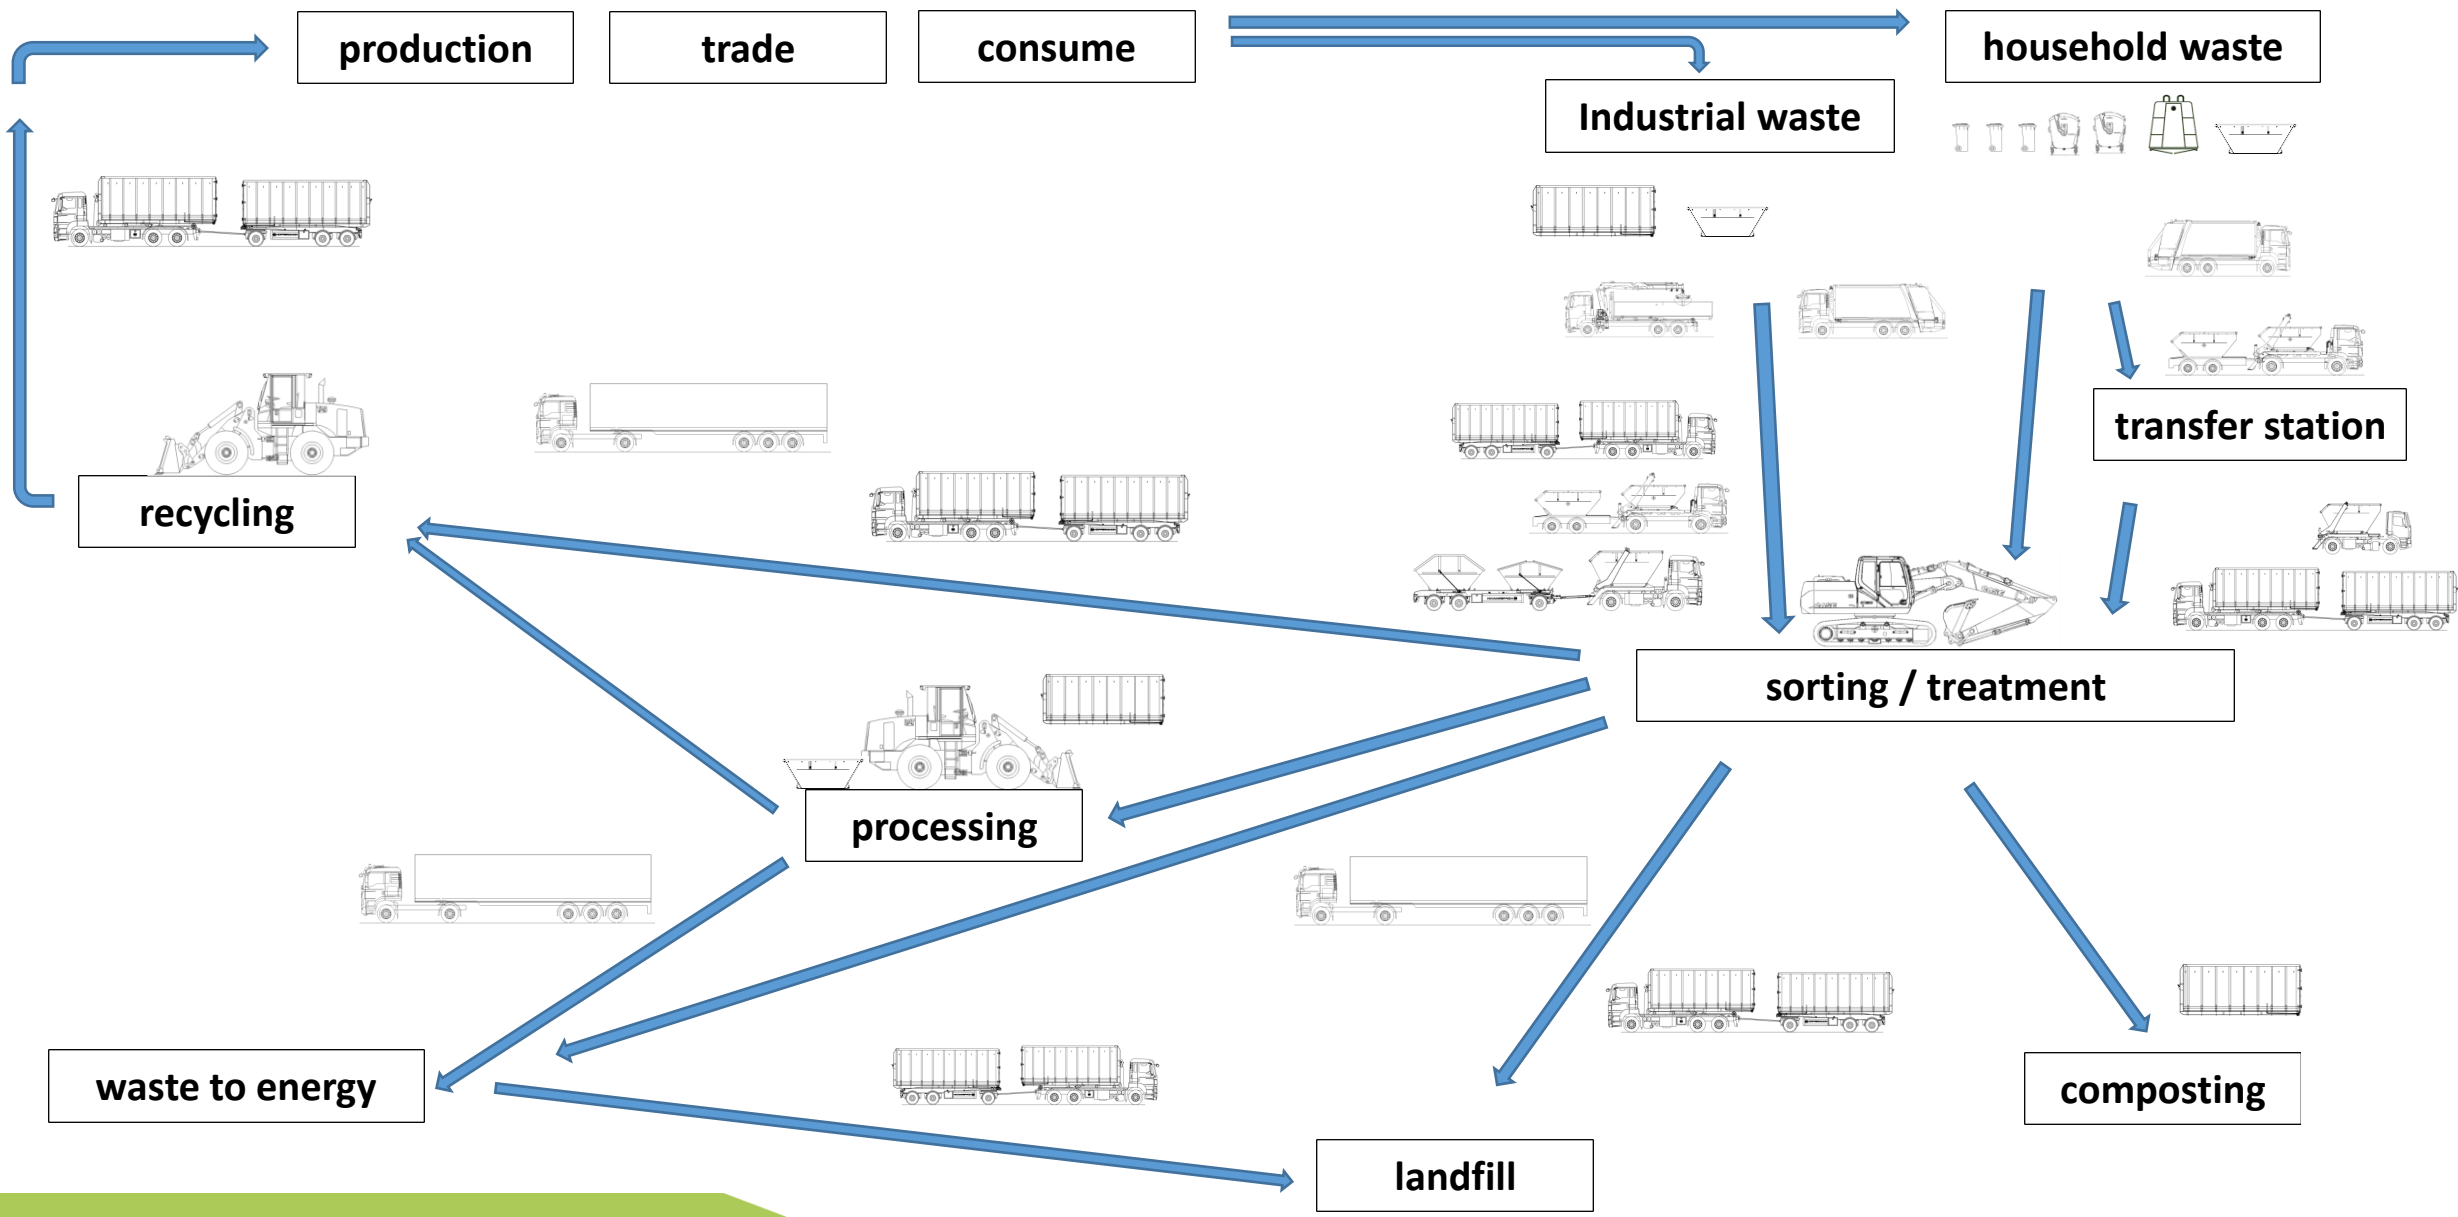 production
trade
consume
household waste
Industrial waste
transfer station
recycling
sorting / treatment
processing
waste to energy
composting
landfill